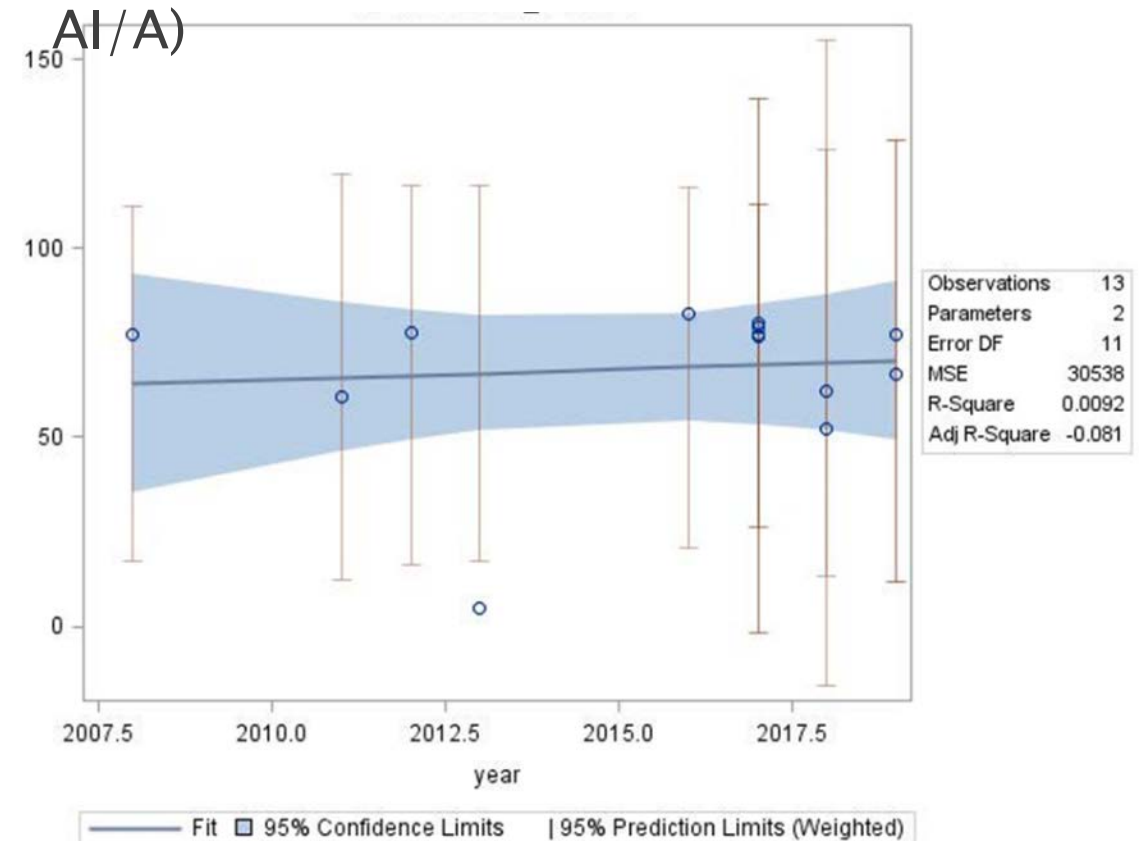 AI/A)
150
100
50
0
Observations 13
Parameters 2
Error DF 11
MSE 30538
R-Square 0.0092
Adj R-Square -0.081
2007.5 2010.0 2012.5 2015.0 2017.5
year
Fit 95% Confidence Limits | 95% Prediction Limits (Weighted)